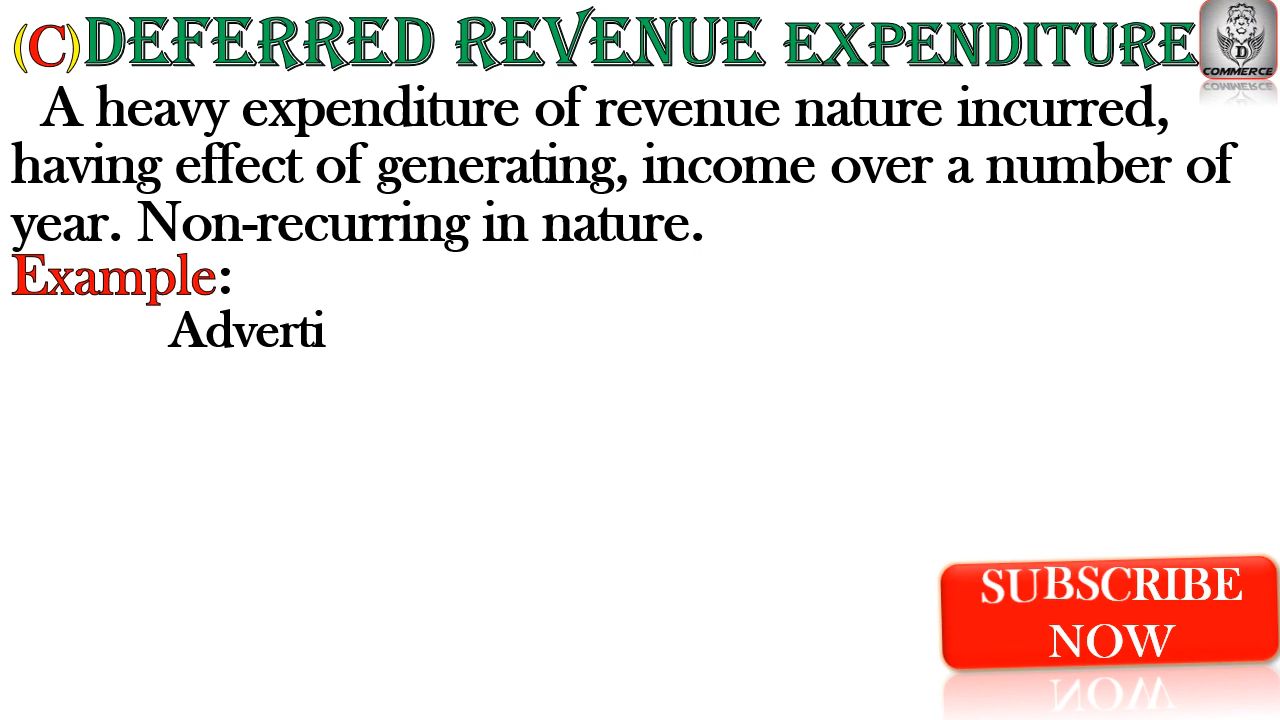 (C) DEFERRED REVENUE EXPENDITURE
D
COMMERCE
A heavy expenditure of revenue nature incurred,
having effect of generating, income over a number of
year. Non-recurring in nature.
Example:
Adverti
SUBSCRIBE
NOW